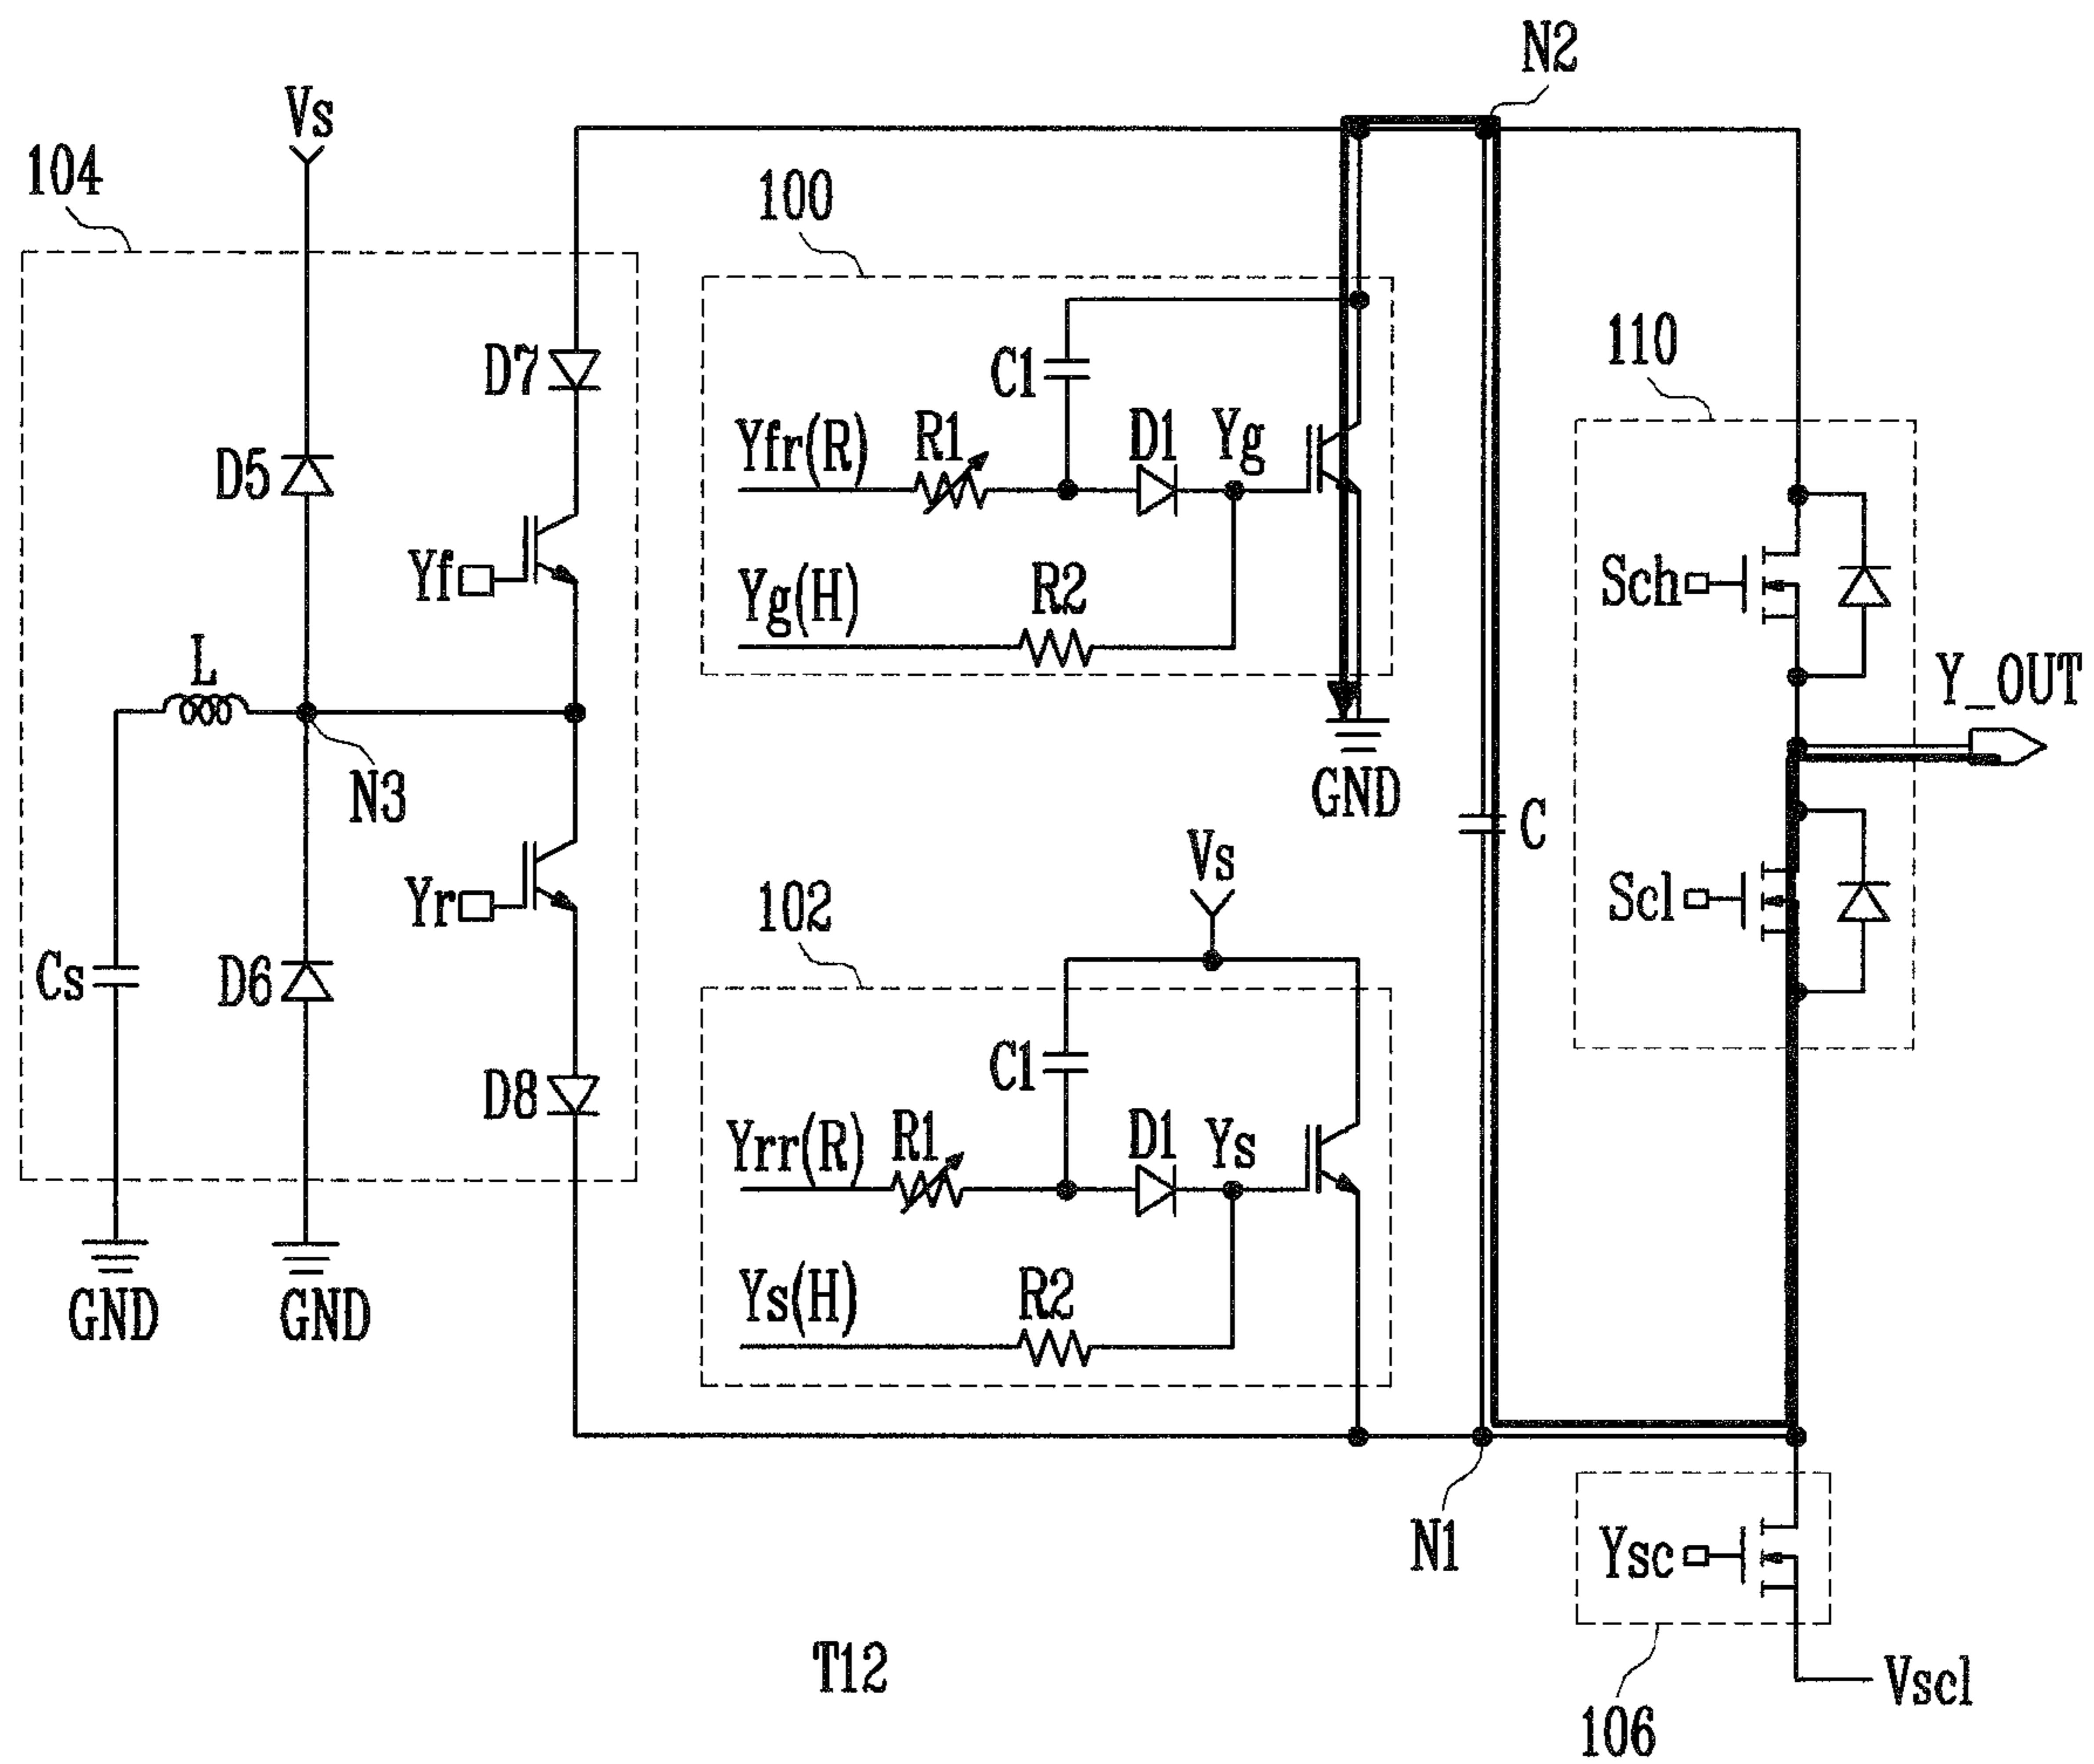 N2
Vs
104
100
110
D7
C1
D5
Yfr(R)
R1
D1
Yg
Yf
Sch
Yg(H)
R2
L
Y_OUT
N3
GND
C
Vs
Yr
102
Scl
Cs
D6
C1
D8
Yrr(R)
R1
D1
Ys
Ys(H)
R2
GND
GND
N1
Ysc
T12
Vscl
106